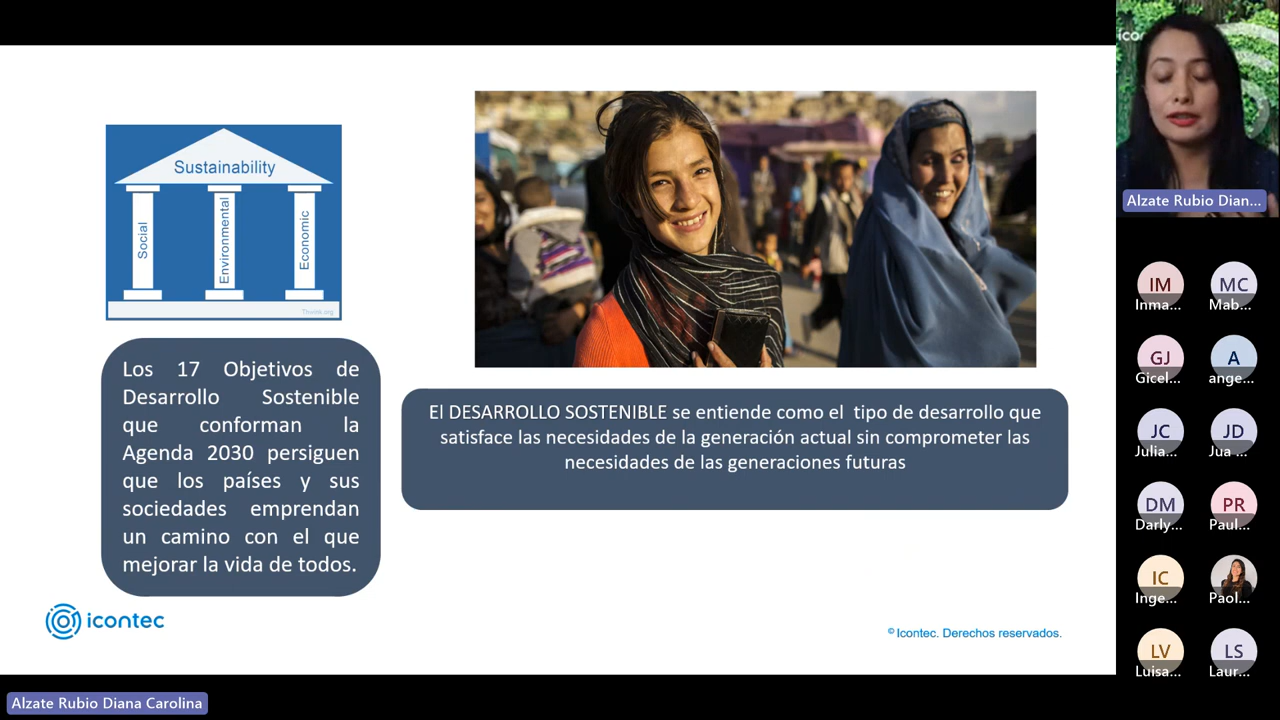 Sustainability
Social
Environmental
Economic
Thwink.org
Los 17 Objetivos de
Desarrollo Sostenible
que conforman la
Agenda 2030 persiguen
que los países y sus
sociedades emprendan
un camino con el que
mejorar la vida de todos.
El DESARROLLO SOSTENIBLE se entiende como el tipo de desarrollo que
satisface las necesidades de la generación actual sin comprometer las
necesidades de las generaciones futuras
icontec
© Icontec. Derechos reservados.
Alzate Rubio Diana Carolina
ico
Alzate Rubio Dian...
IM
MC
Inma...
Mab...
GJ
A
Gicel...
ange...
JC
JD
Julia...
Jua ...
DM
PR
Darly...
Paul...
IC
Inge...
Paol...
LV
LS
Luisa...
Laur...